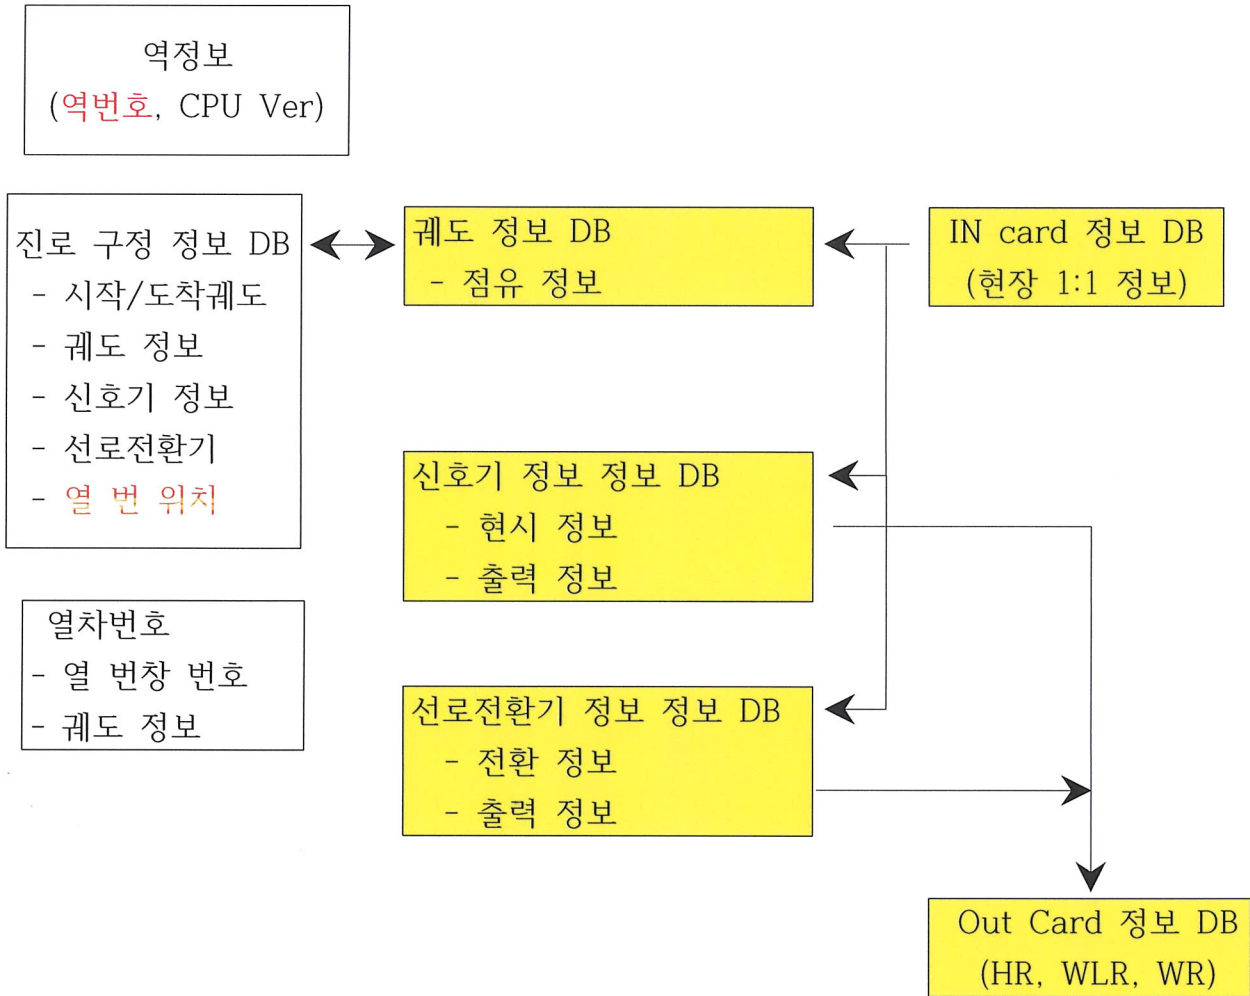 역정보
(역번호, CPU Ver)
진로 구정 정보 DB
- 시작/도착궤도
- 궤도 정보
- 신호기 정보
- 선로전환기
- 열 번 위치
열차번호
- 열 번창 번호
- 궤도 정보
궤도 정보 DB
- 점유 정보
신호기 정보 정보 DB
- 현시 정보
- 출력 정보
선로전환기 정보 정보 DB
- 전환 정보
- 출력 정보
IN card 정보 DB
(현장 1:1 정보)
Out Card 정보 DB
(HR, WLR, WR)